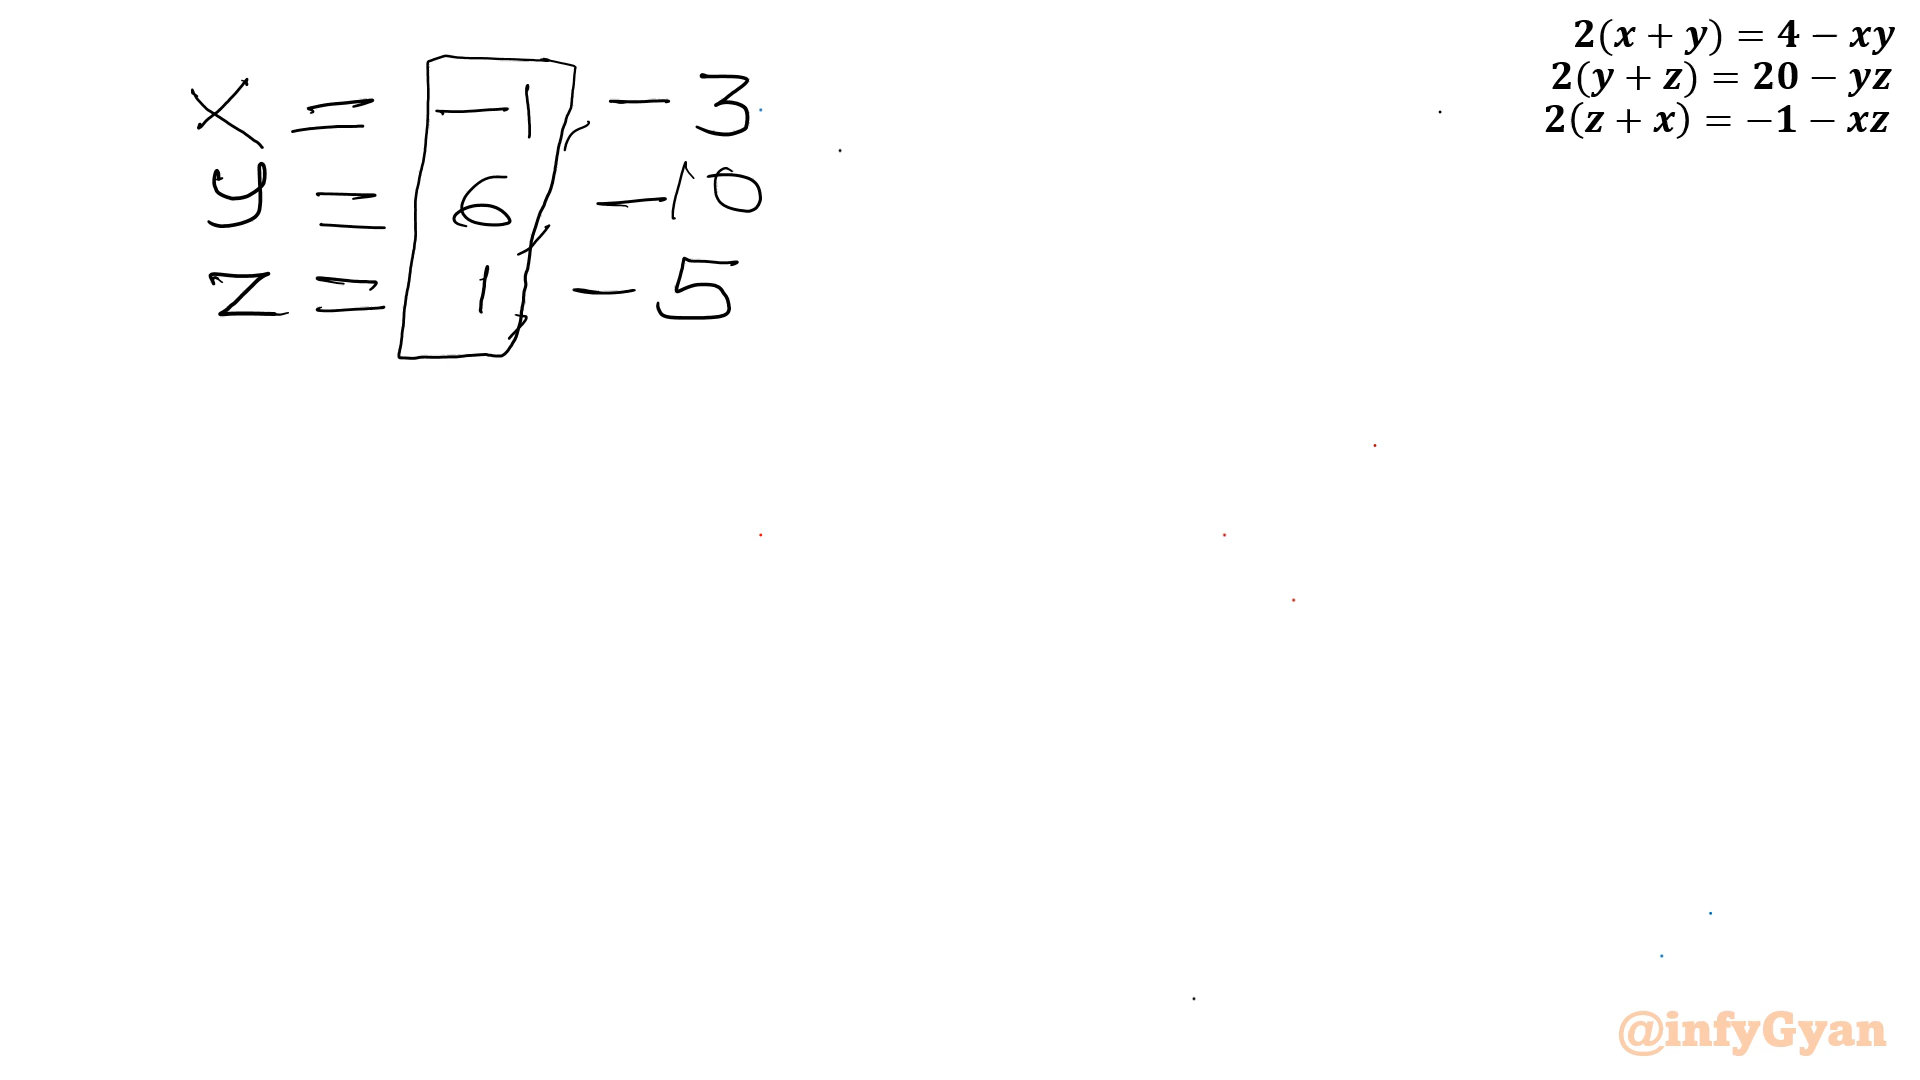 x = -1, -3
y = 6, -10
z = 1, -5
2(x + y) = 4 − xy
2(y + z) = 20 − yz
2(z + x) = −1 − xz
@infyGyan